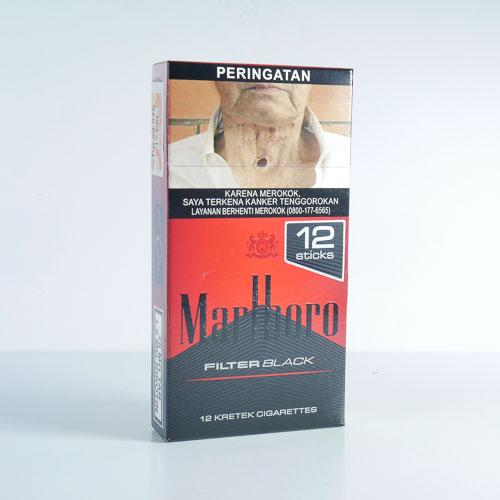 PERINGATAN
KARENA MEROKOK,
SAYA TERKENA KANKER TENGGOROKAN
LAYANAN BERHENTI MEROKOK (0800-177-6565)
12
sticks
Marlboro
FILTER BLACK
12 KRETEK CIGARETTES